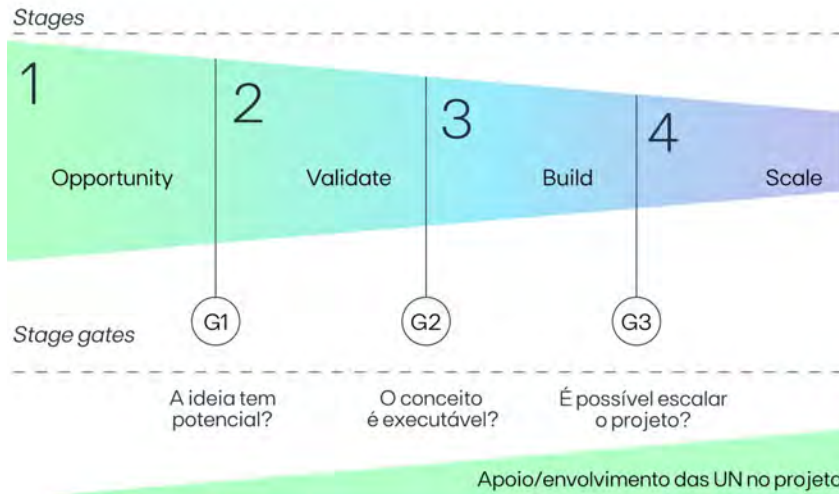 Stages
1
2
3
4
Opportunity
Validate
Build
Scale
G1
G2
G3
Stage gates
A ideia tem
potencial?
O conceito
é executável?
É possível escalar
o projeto?
Apoio/envolvimento das UN no projeto